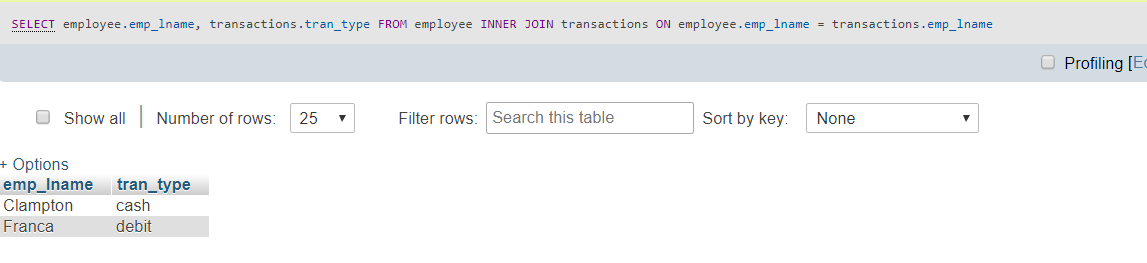 SELECT employee.emp_lname, transactions.tran_type FROM employee INNER JOIN transactions ON employee.emp_lname = transactions.emp_lname
Profiling [
Show all | Number of rows: 25 Filter rows: Search this table Sort by key: None
+ Options
emp_lname tran_type
Clampton cash
Franca debit